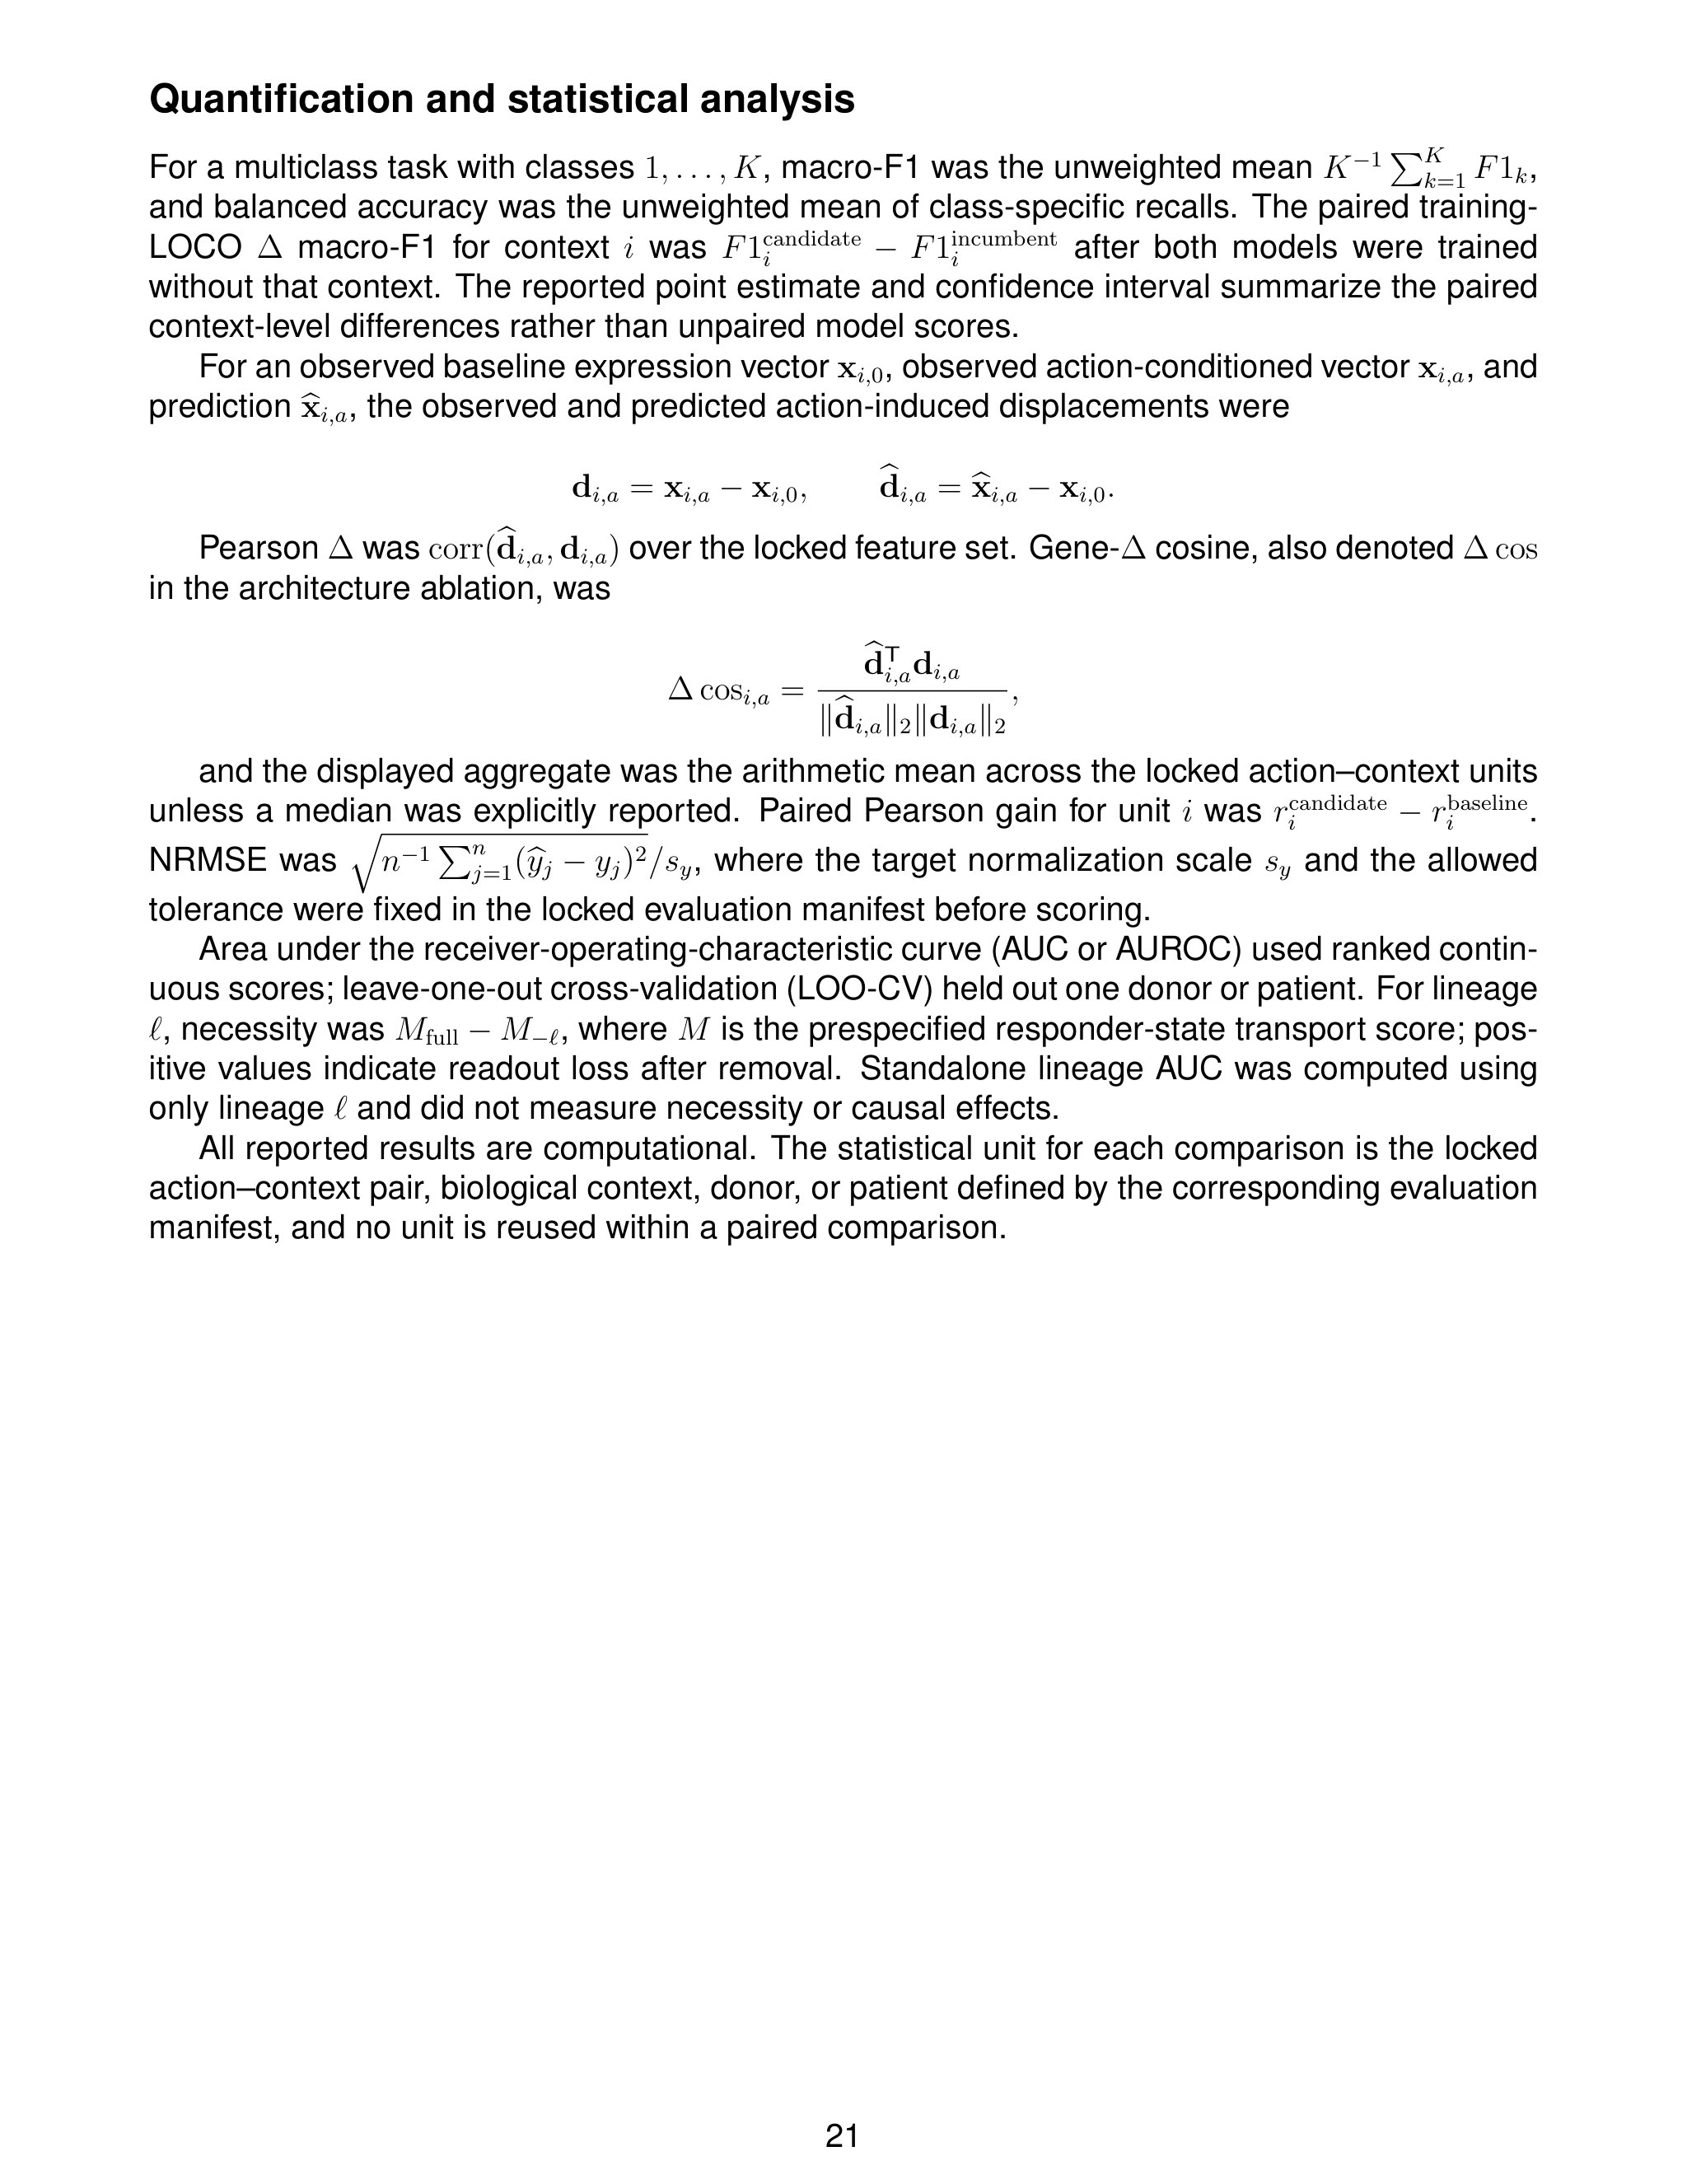 Quantification and statistical analysis
For a multiclass task with classes 1, . . . , K, macro-F1 was the unweighted mean K⁻¹ ∑ᴷₖ₌₁ F1ₖ,
and balanced accuracy was the unweighted mean of class-specific recalls. The paired training-
LOCO Δ macro-F1 for context i was F1ᵢ^candidate − F1ᵢ^incumbent after both models were trained
without that context. The reported point estimate and confidence interval summarize the paired
context-level differences rather than unpaired model scores.
For an observed baseline expression vector x_{i,0}, observed action-conditioned vector x_{i,a}, and
prediction x̂_{i,a}, the observed and predicted action-induced displacements were
d_{i,a} = x_{i,a} − x_{i,0}, d̂_{i,a} = x̂_{i,a} − x_{i,0}.
Pearson Δ was corr(d̂_{i,a}, d_{i,a}) over the locked feature set. Gene-Δ cosine, also denoted Δ cos
in the architecture ablation, was
Δ cos_{i,a} = d̂ᵀ_{i,a} d_{i,a} / ‖d̂_{i,a}‖₂‖d_{i,a}‖₂,
and the displayed aggregate was the arithmetic mean across the locked action–context units
unless a median was explicitly reported. Paired Pearson gain for unit i was rᵢ^candidate − rᵢ^baseline.
NRMSE was √(n⁻¹ ∑ⁿⱼ₌₁(ŷⱼ − yⱼ)²)/s_y, where the target normalization scale s_y and the allowed
tolerance were fixed in the locked evaluation manifest before scoring.
Area under the receiver-operating-characteristic curve (AUC or AUROC) used ranked contin-
uous scores; leave-one-out cross-validation (LOO-CV) held out one donor or patient. For lineage
ℓ, necessity was M_full − M_{−ℓ}, where M is the prespecified responder-state transport score; pos-
itive values indicate readout loss after removal. Standalone lineage AUC was computed using
only lineage ℓ and did not measure necessity or causal effects.
All reported results are computational. The statistical unit for each comparison is the locked
action–context pair, biological context, donor, or patient defined by the corresponding evaluation
manifest, and no unit is reused within a paired comparison.
21